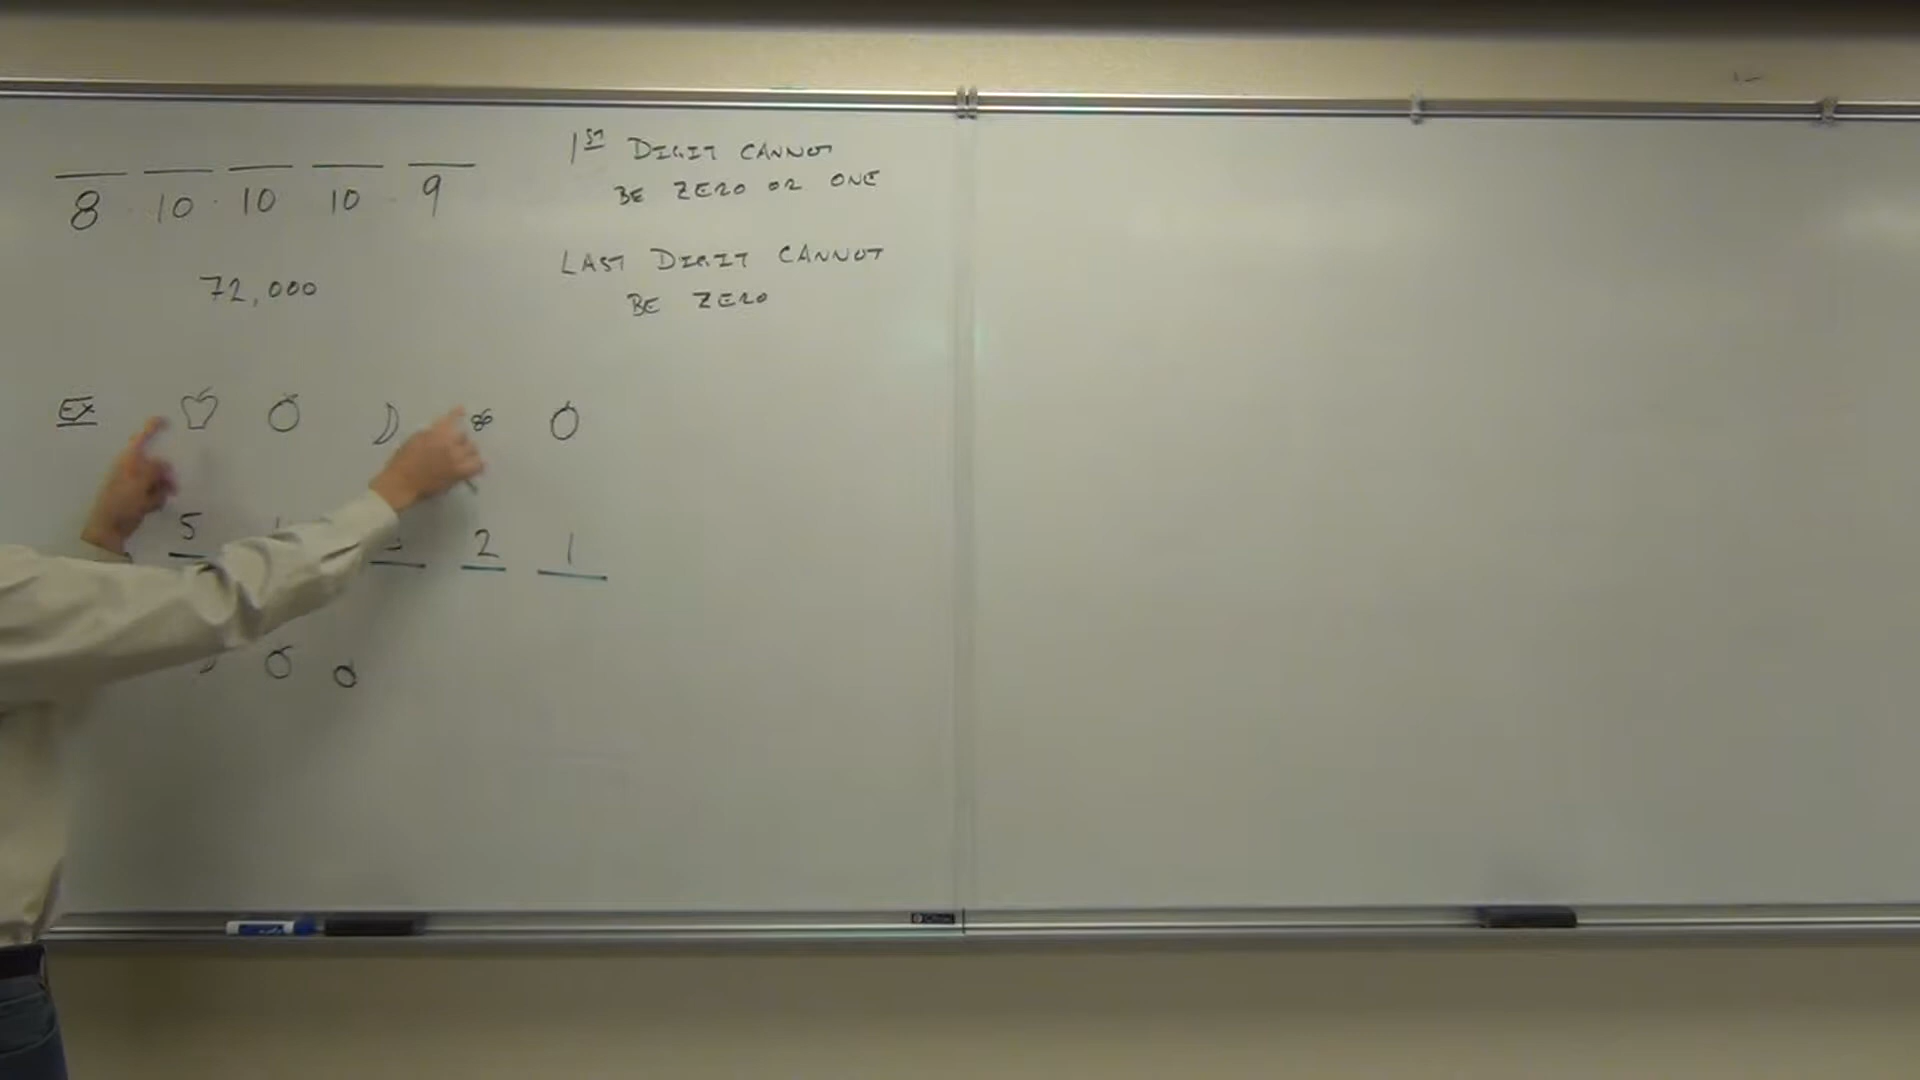 1ST DIGIT CANNOT
BE ZERO OR ONE
8 · 10 · 10 10 · 9
LAST DIGIT CANNOT
BE ZERO
72,000
EX
5 2 1